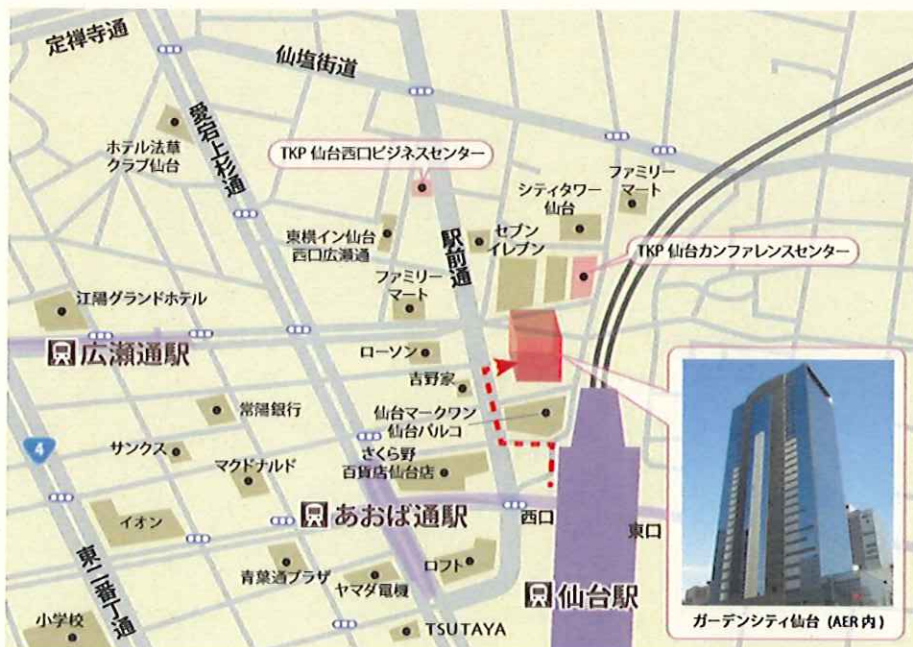 定禅寺通
仙塩街道
愛宕上杉通
ホテル法華
クラブ仙台
TKP 仙台西口ビジネスセンター
ファミリー
マート
シティタワー
仙台
東横イン仙台
西口広瀬通
駅前通
セブン
イレブン
TKP 仙台カンファレンスセンター
ファミリー
マート
江陽グランドホテル
広瀬通駅
ローソン
吉野家
常陽銀行
仙台マークワン
仙台パルコ
4
サンクス
マクドナルド
さくら野
百貨店仙台店
イオン
あおば通駅
西口
東口
東二番丁通
青葉通プラザ
ヤマダ電機
ロフト
仙台駅
小学校
TSUTAYA
ガーデンシティ仙台 (AER 内)